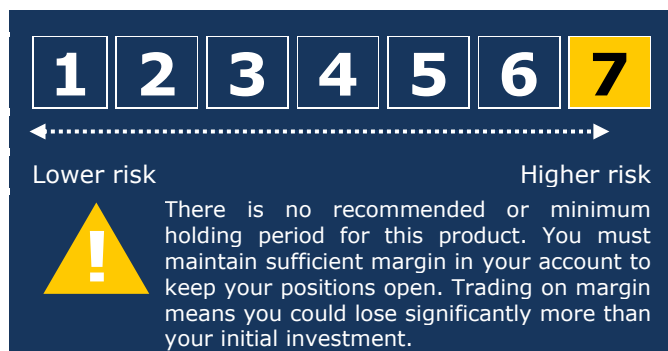 1 2 3 4 5 6 7
Lower risk Higher risk
!
There is no recommended or minimum
holding period for this product. You must
maintain sufficient margin in your account to
keep your positions open. Trading on margin
means you could lose significantly more than
your initial investment.